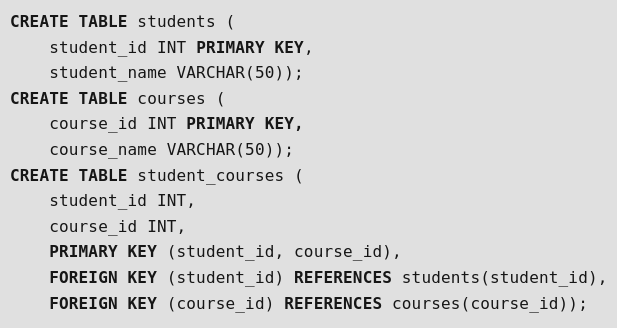 CREATE TABLE students (
    student_id INT PRIMARY KEY,
    student_name VARCHAR(50));
CREATE TABLE courses (
    course_id INT PRIMARY KEY,
    course_name VARCHAR(50));
CREATE TABLE student_courses (
    student_id INT,
    course_id INT,
    PRIMARY KEY (student_id, course_id),
    FOREIGN KEY (student_id) REFERENCES students(student_id),
    FOREIGN KEY (course_id) REFERENCES courses(course_id));